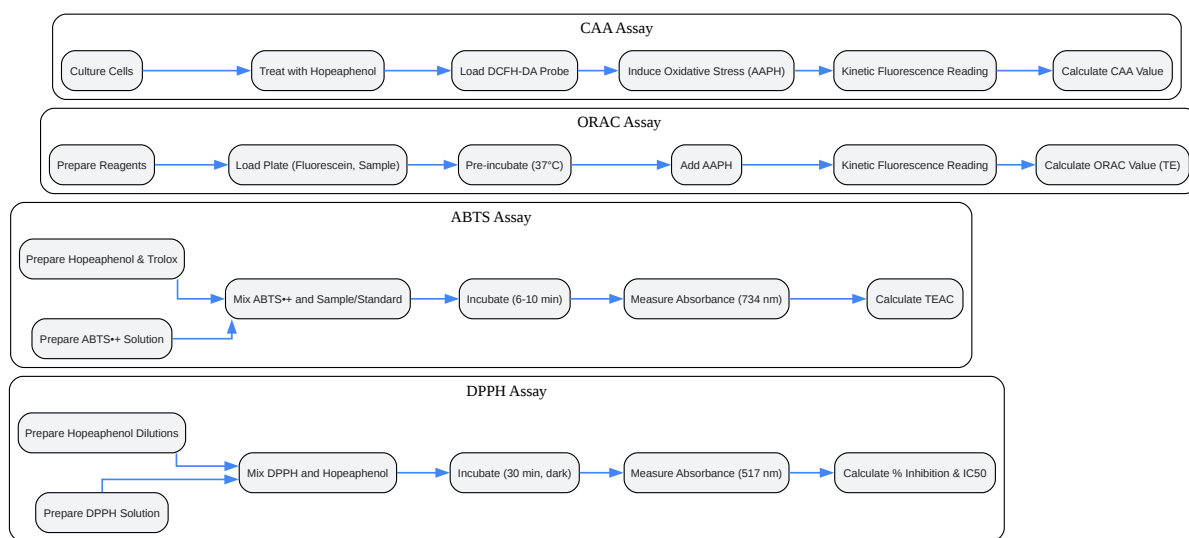 CAA Assay
Culture Cells
Treat with Hopeaphenol
Load DCFH-DA Probe
Induce Oxidative Stress (AAPH)
Kinetic Fluorescence Reading
Calculate CAA Value
ORAC Assay
Prepare Reagents
Load Plate (Fluorescein, Sample)
Pre-incubate (37°C)
Add AAPH
Kinetic Fluorescence Reading
Calculate ORAC Value (TE)
ABTS Assay
Prepare Hopeaphenol & Trolox
Prepare ABTS•+ Solution
Mix ABTS•+ and Sample/Standard
Incubate (6-10 min)
Measure Absorbance (734 nm)
Calculate TEAC
DPPH Assay
Prepare Hopeaphenol Dilutions
Prepare DPPH Solution
Mix DPPH and Hopeaphenol
Incubate (30 min, dark)
Measure Absorbance (517 nm)
Calculate % Inhibition & IC50